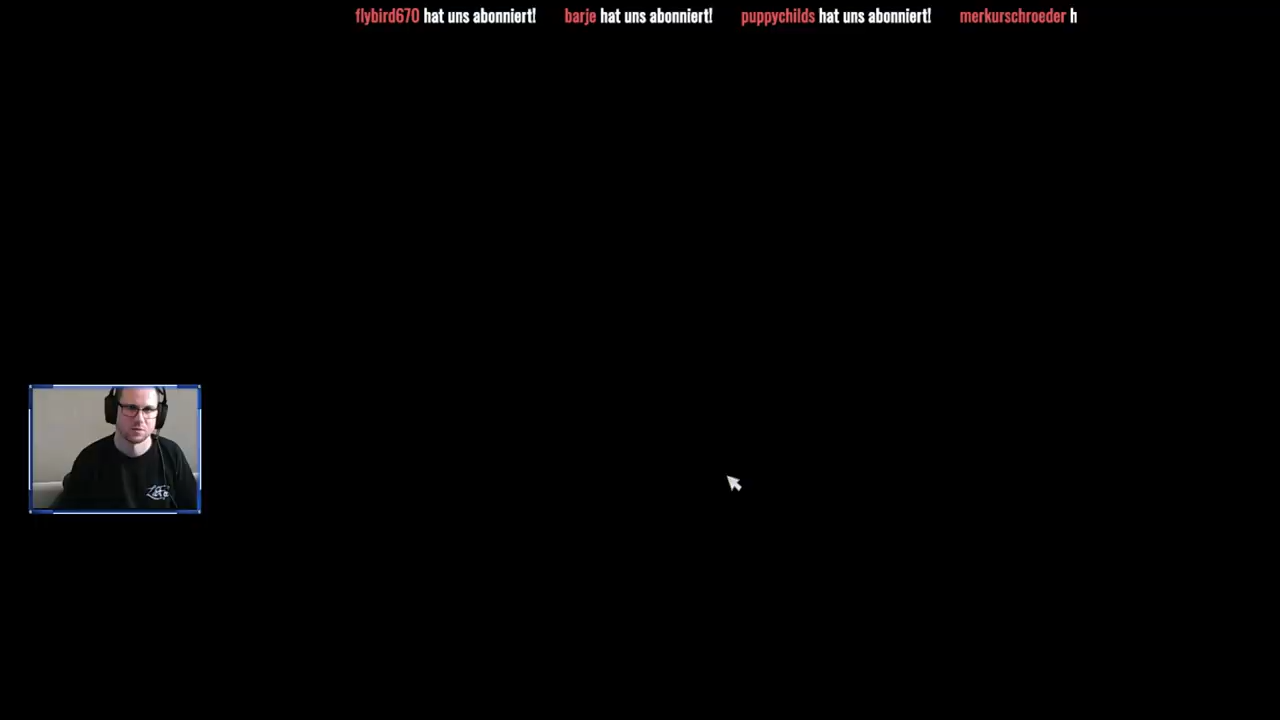 flybird670 hat uns abonniert! barje hat uns abonniert! puppychilds hat uns abonniert! merkurschroeder h